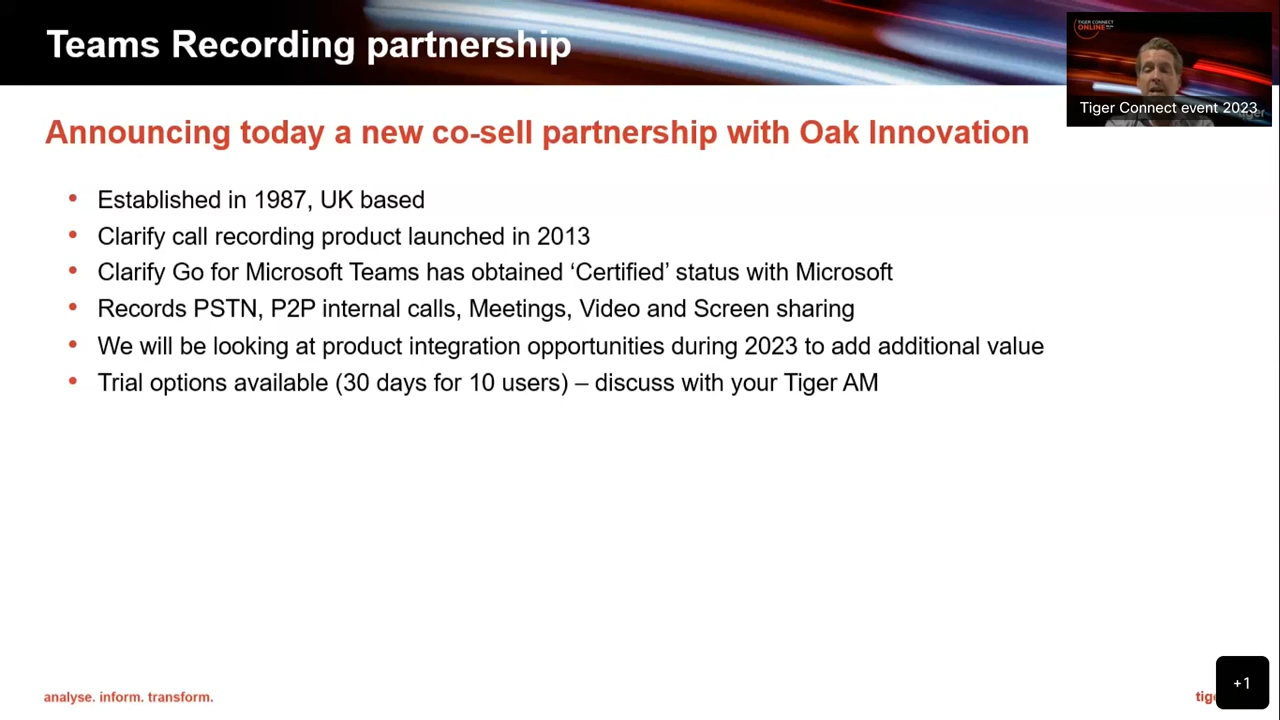 Teams Recording partnership
TIGER CONNECT
ONLINE
Tiger Connect event 2023
Announcing today a new co-sell partnership with Oak Innovation
• Established in 1987, UK based
• Clarify call recording product launched in 2013
• Clarify Go for Microsoft Teams has obtained ‘Certified’ status with Microsoft
• Records PSTN, P2P internal calls, Meetings, Video and Screen sharing
• We will be looking at product integration opportunities during 2023 to add additional value
• Trial options available (30 days for 10 users) – discuss with your Tiger AM
analyse. inform. transform.
+1